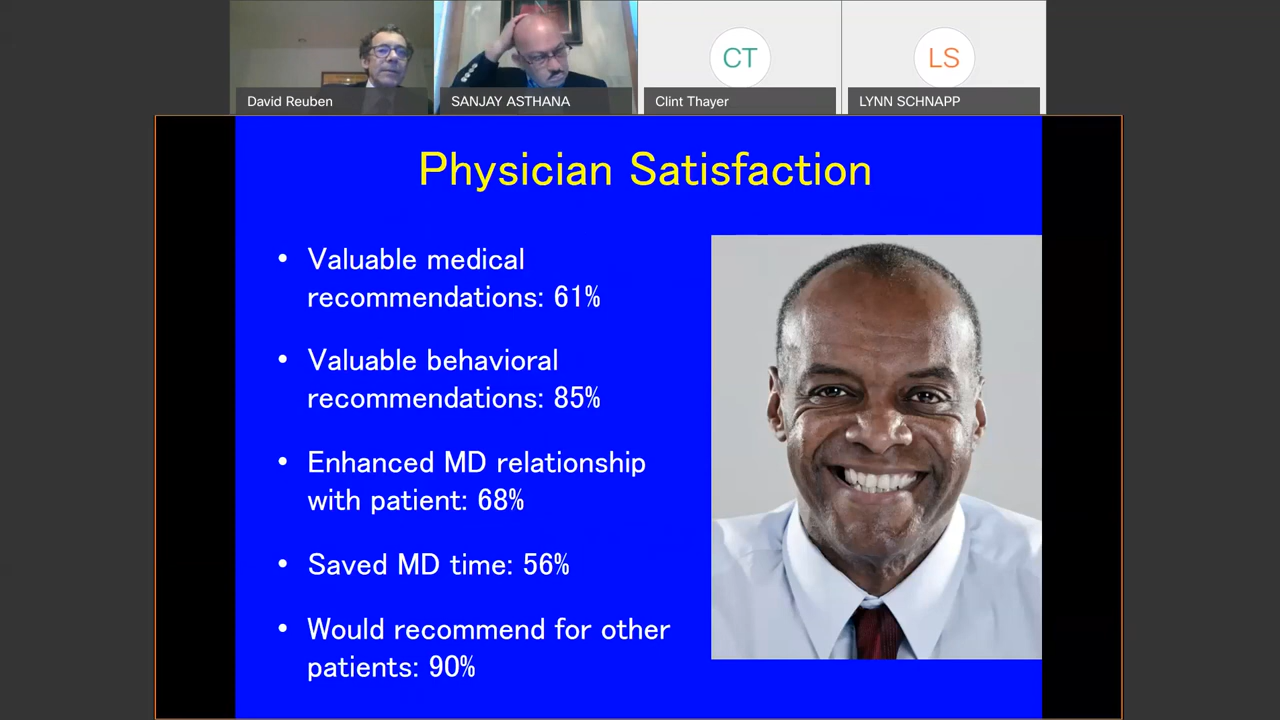 David Reuben
SANJAY ASTHANA
CT
Clint Thayer
LS
LYNN SCHNAPP
Physician Satisfaction
• Valuable medical
recommendations: 61%
• Valuable behavioral
recommendations: 85%
• Enhanced MD relationship
with patient: 68%
• Saved MD time: 56%
• Would recommend for other
patients: 90%